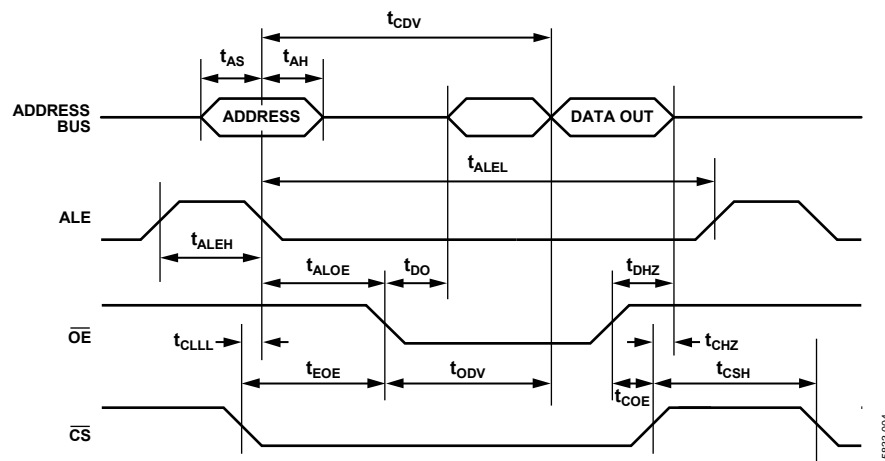 tCDV
tAS
tAH
ADDRESS
BUS
ADDRESS
DATA OUT
tALEL
ALE
tALEH
tALOE
tDO
tDHZ
OE
tCLLL
tCHZ
tEOE
tODV
tCOE
tCSH
CS